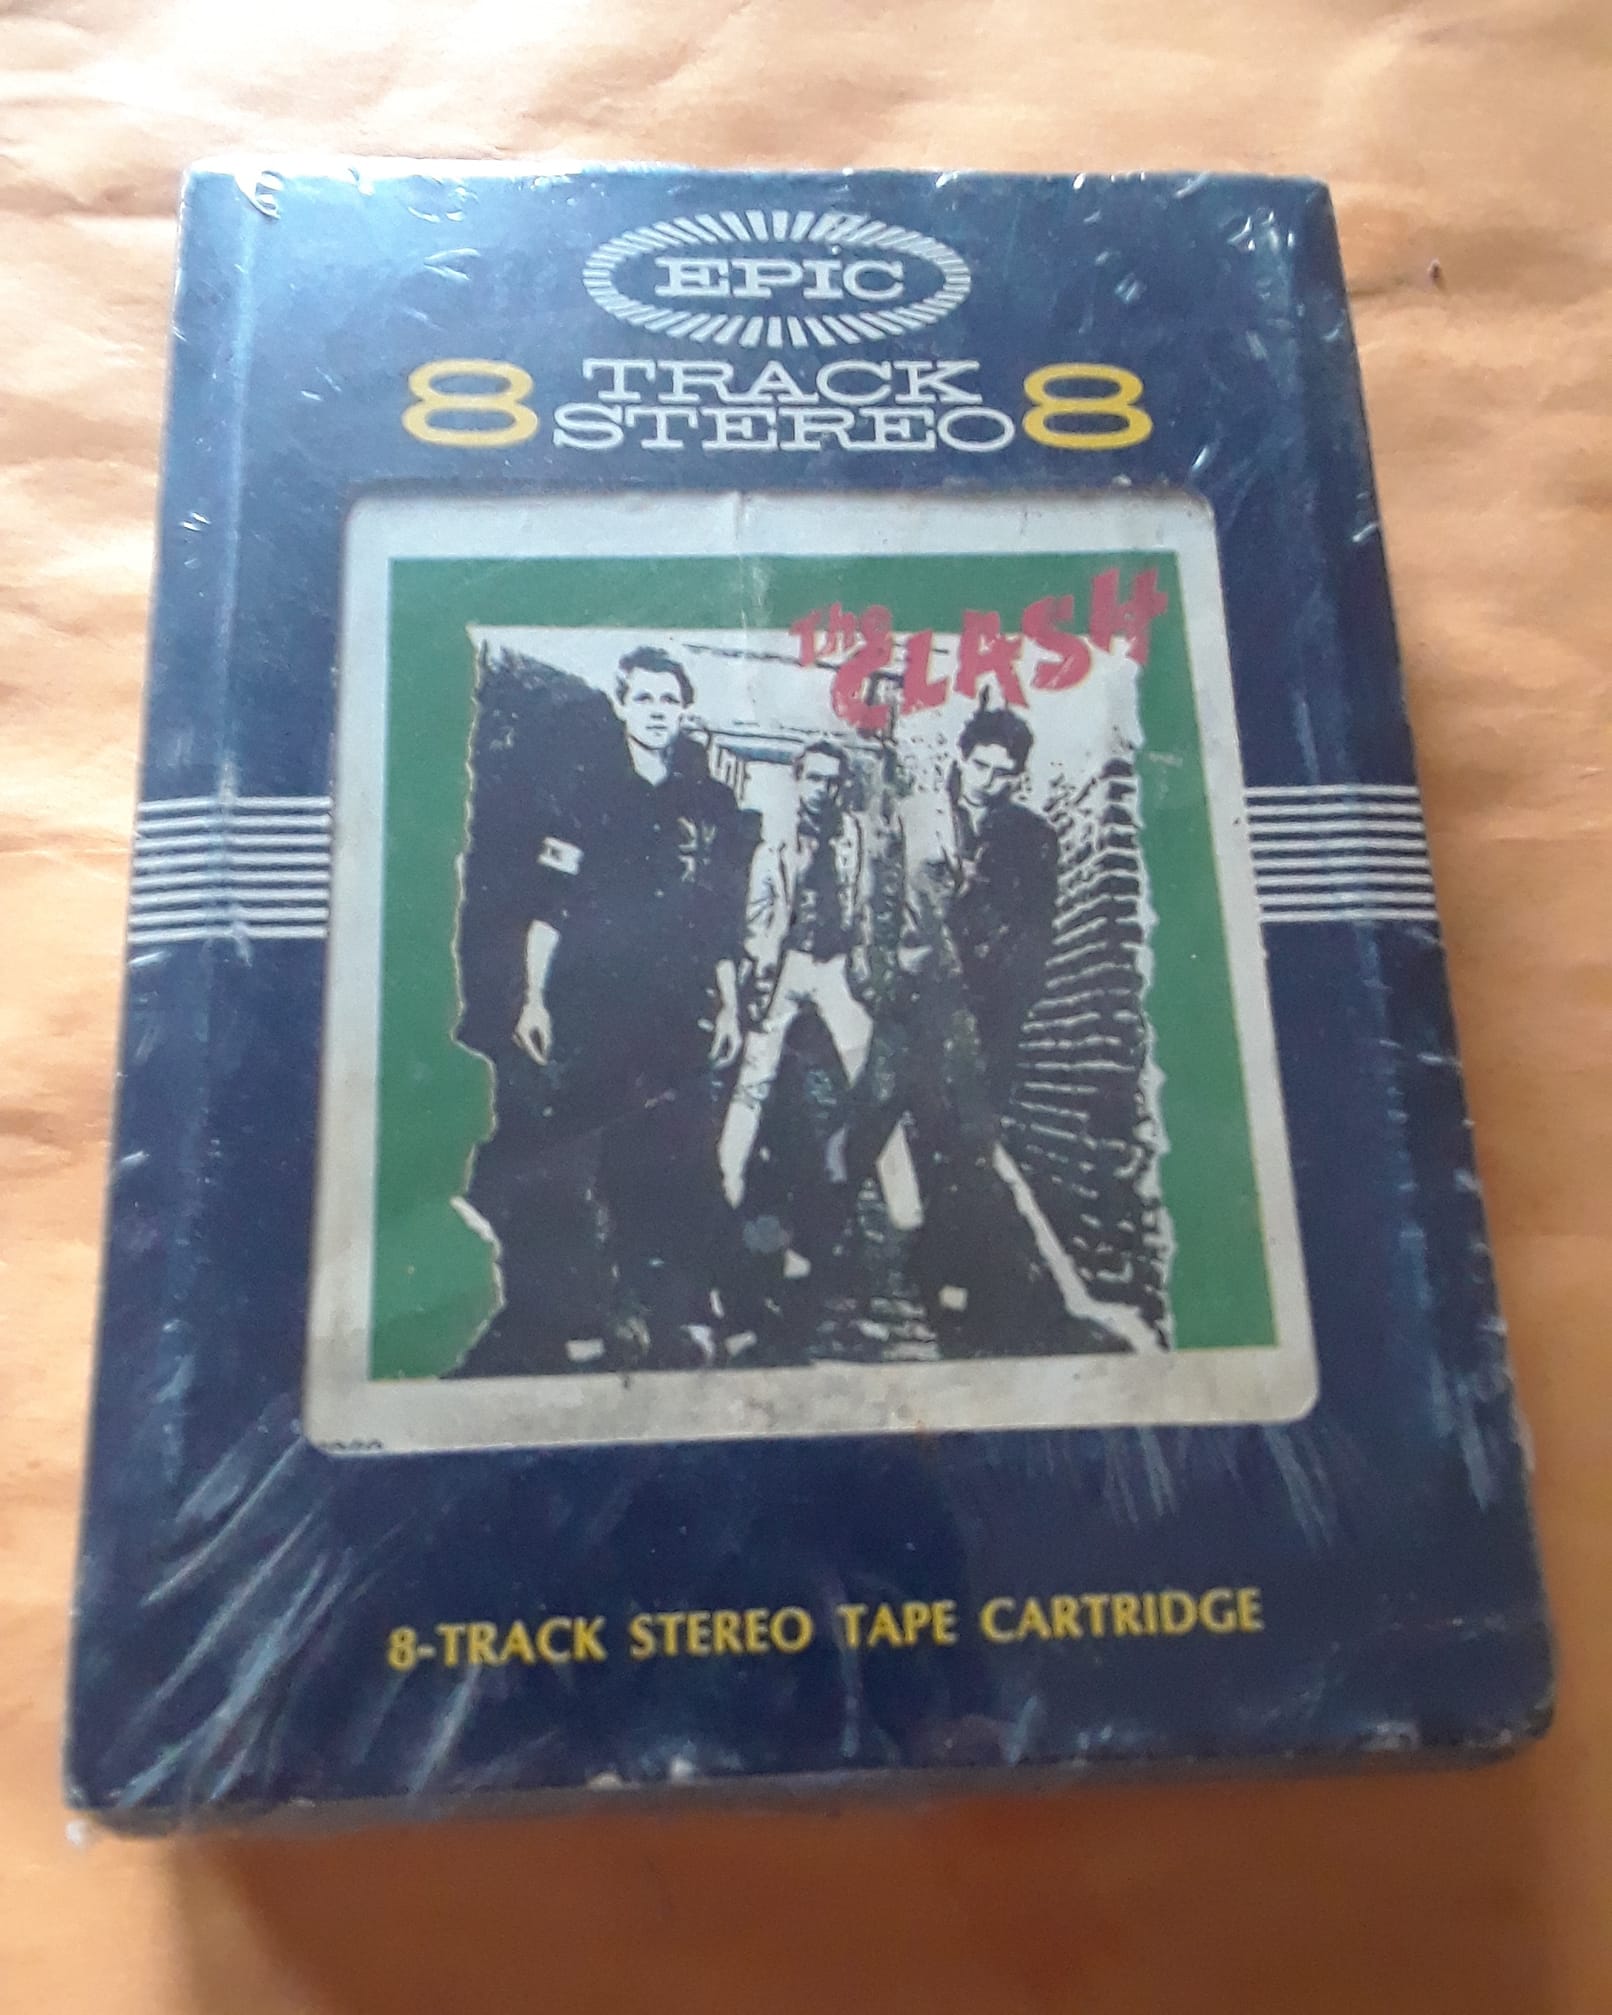 EPIC
8 TRACK 8
STEREO
The CLASH
8-TRACK STEREO TAPE CARTRIDGE